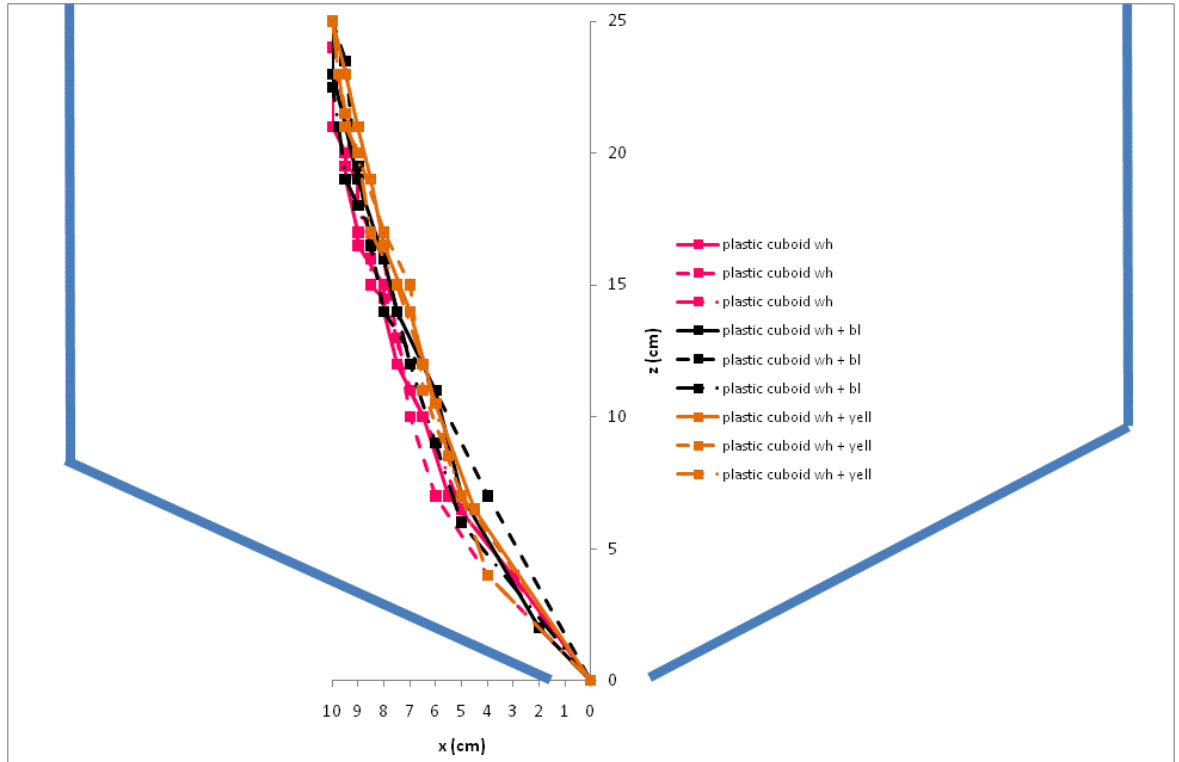 25
20
15
10
5
0
z (cm)
plastic cuboid wh
plastic cuboid wh
plastic cuboid wh
plastic cuboid wh + bl
plastic cuboid wh + bl
plastic cuboid wh + bl
plastic cuboid wh + yell
plastic cuboid wh + yell
plastic cuboid wh + yell
10 9 8 7 6 5 4 3 2 1 0
x (cm)